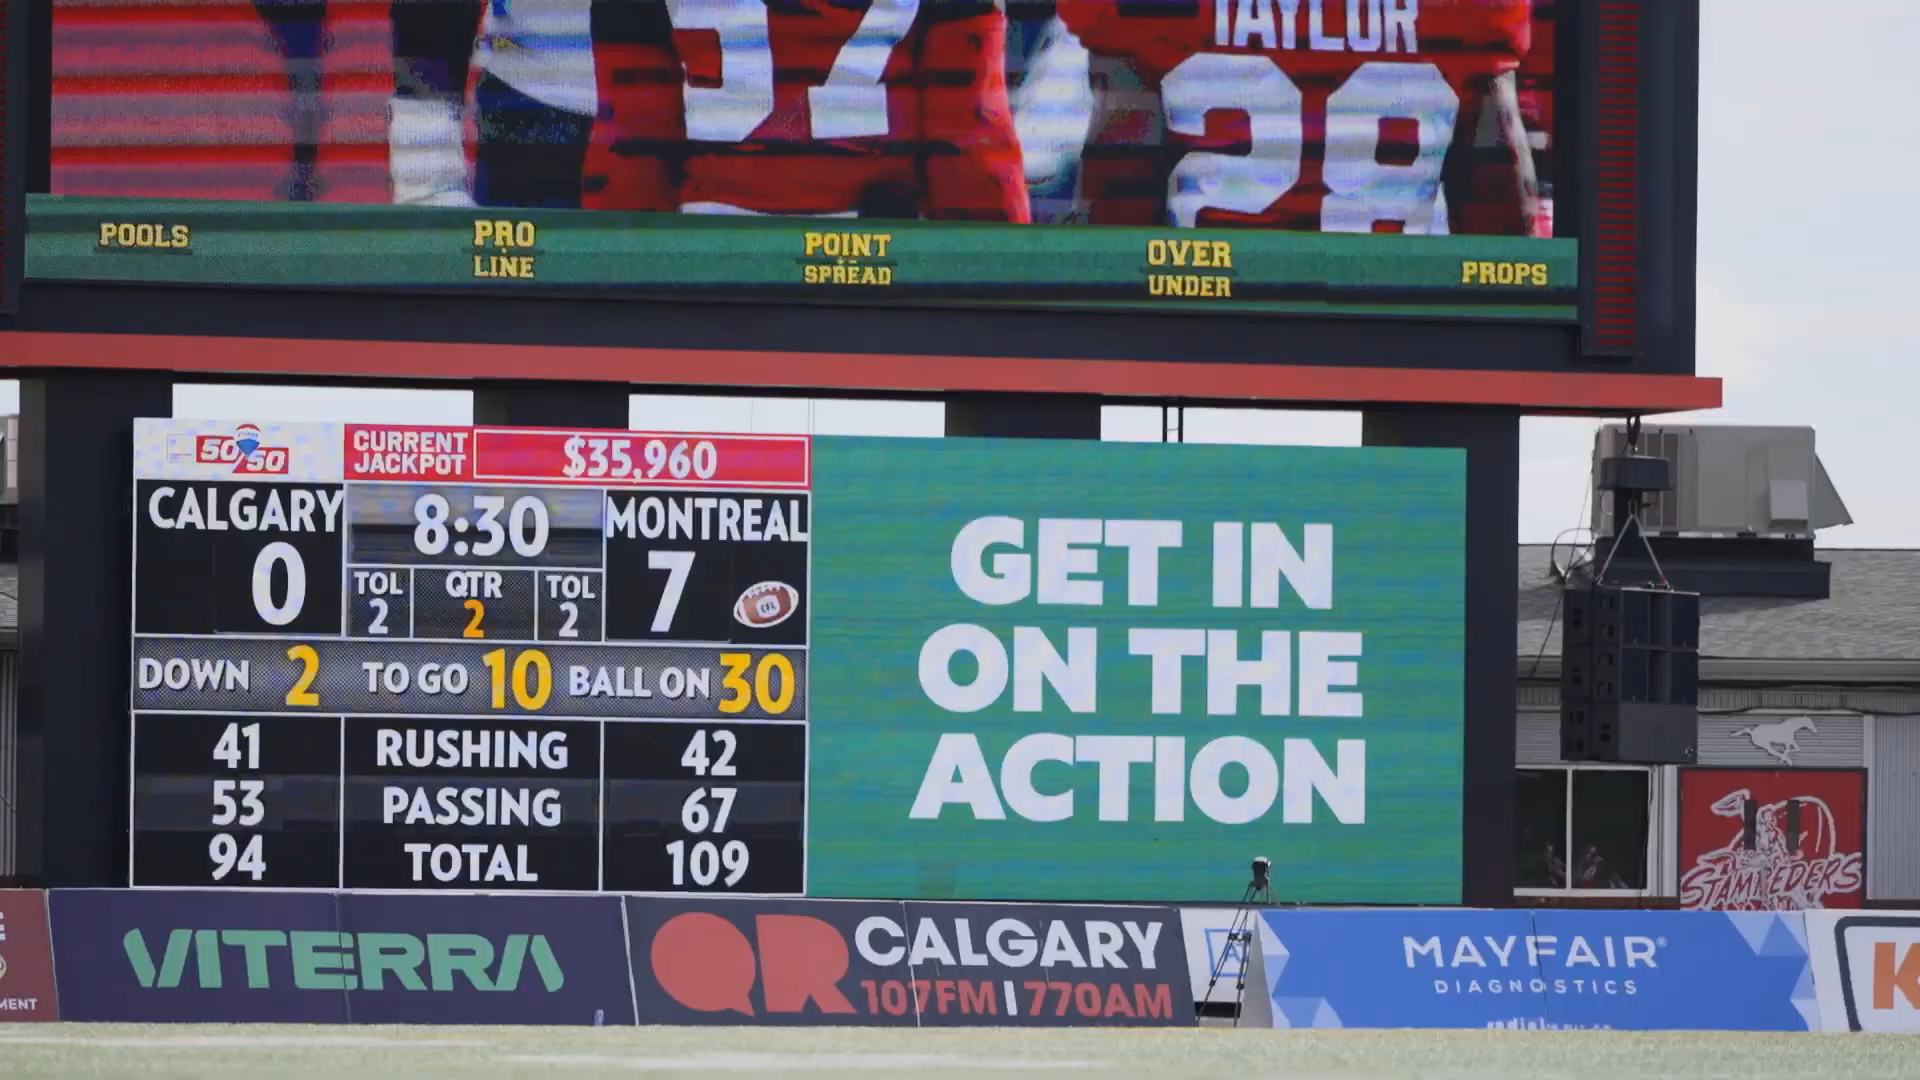 TAYLOR
37
28
POOLS
PRO
LINE
POINT
SPREAD
OVER
UNDER
PROPS
50/50
CURRENT
JACKPOT
$35,960
CALGARY
8:30
MONTREAL
0
TOL
2
QTR
2
TOL
2
7
CFL
DOWN 2 TO GO 10 BALL ON 30
41 RUSHING 42
53 PASSING 67
94 TOTAL 109
GET IN
ON THE
ACTION
STAMPEDERS
VITERRA
QR
CALGARY
107FM | 770AM
A
MAYFAIR®
DIAGNOSTICS
K
MENT